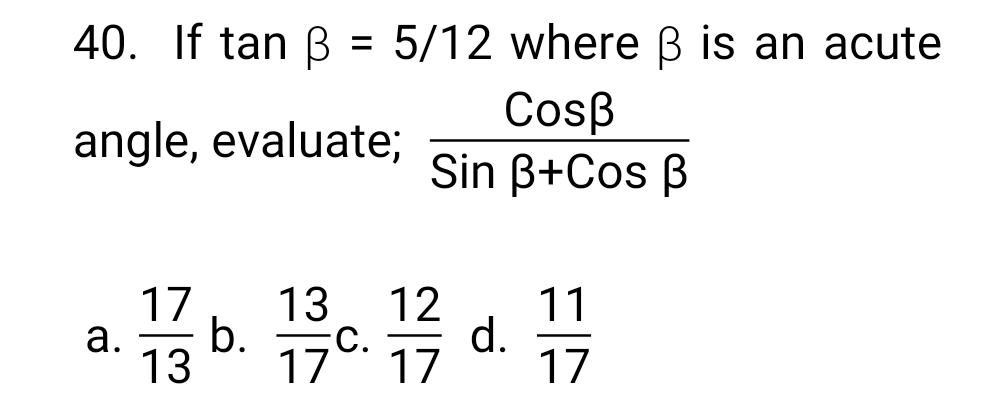 40. If tan β = 5/12 where β is an acute
Cosβ
angle, evaluate;
Sin β+Cos β
17 13 12 11
a. b. c. d.
13 17 17 17